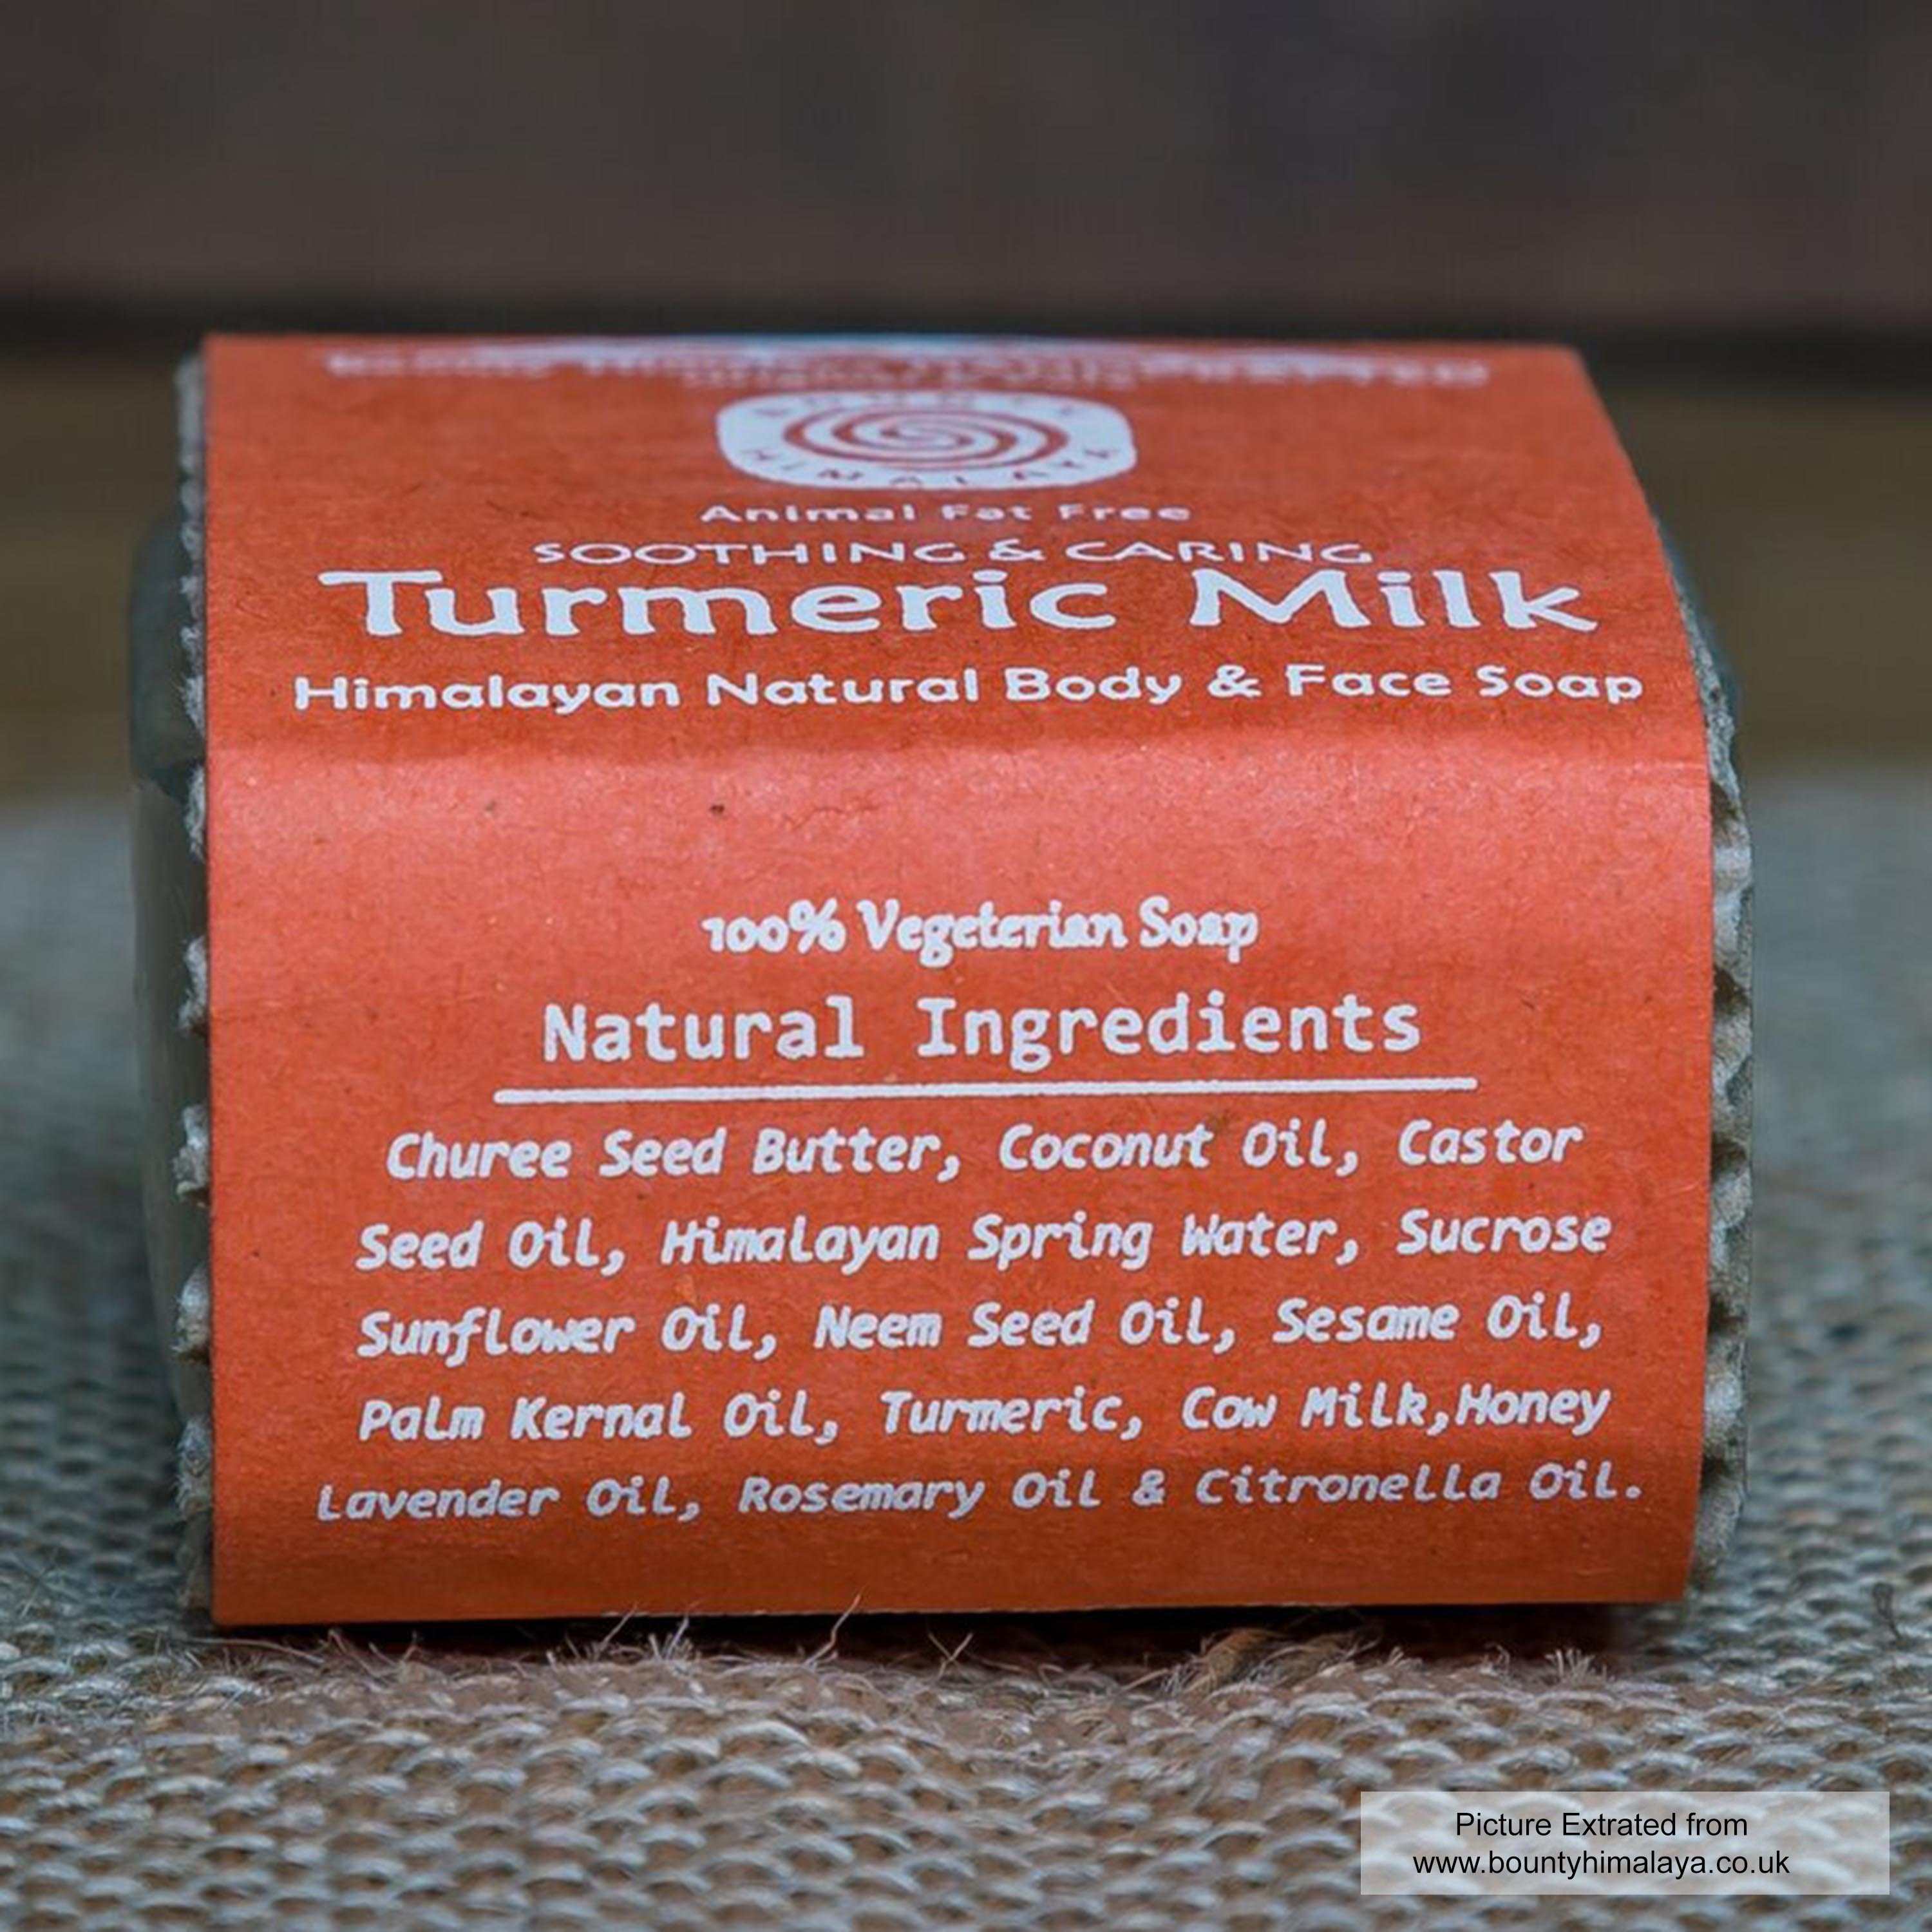 BOUNTY
HIMALAYA
Animal Fat Free
SOOTHING & CARING
Turmeric Milk
Himalayan Natural Body & Face Soap
100% Vegeterian Soap
Natural Ingredients
Churee Seed Butter, Coconut Oil, Castor
Seed Oil, Himalayan Spring Water, Sucrose
Sunflower Oil, Neem Seed Oil, Sesame Oil,
Palm Kernal Oil, Turmeric, Cow Milk,Honey
Lavender Oil, Rosemary Oil & Citronella Oil.
Picture Extrated from
www.bountyhimalaya.co.uk